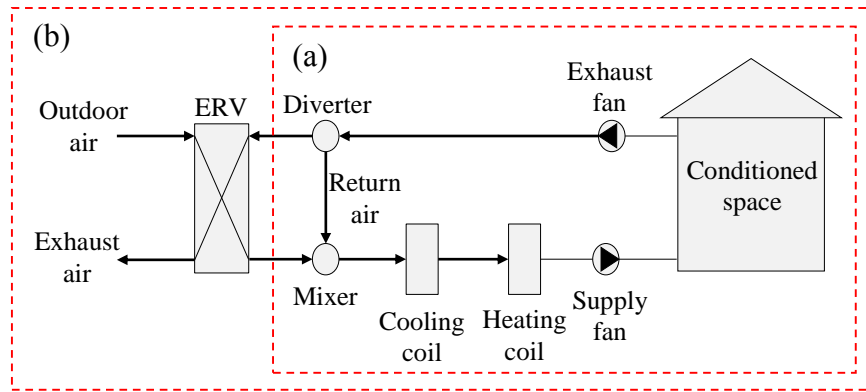 (b)
(a)
Outdoor
air
ERV
Diverter
Exhaust
fan
Return
air
Conditioned
space
Exhaust
air
Mixer
Cooling
coil
Heating
coil
Supply
fan